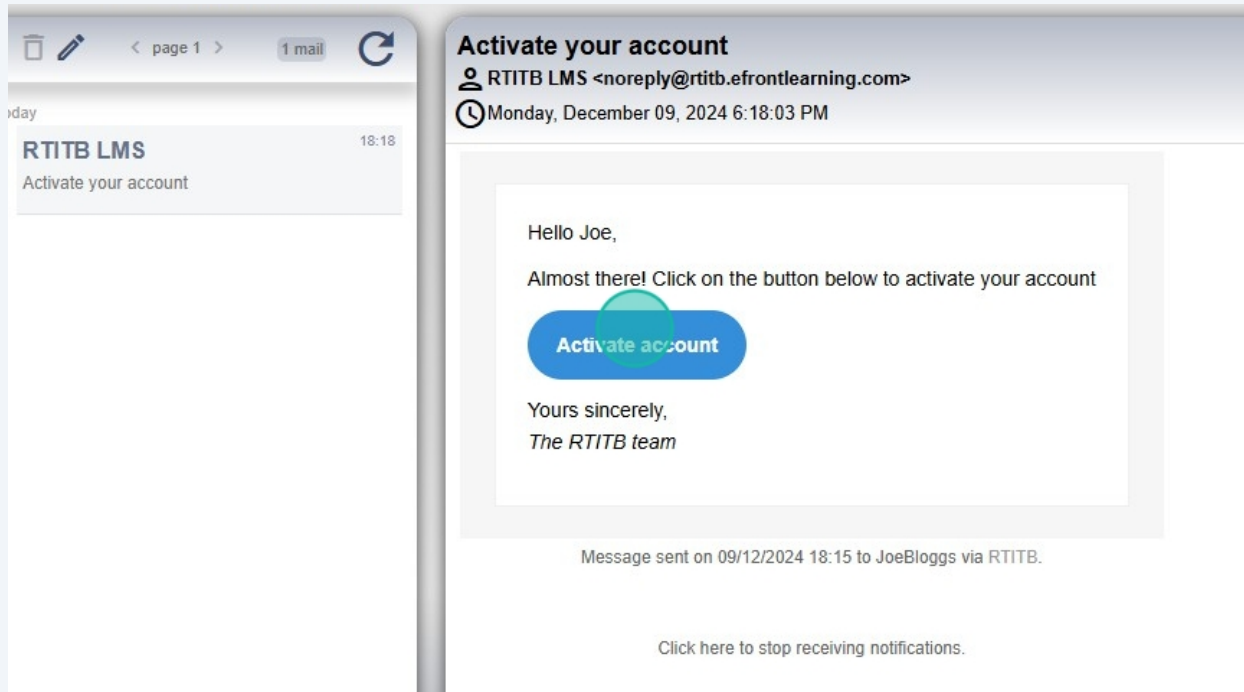 page 1
1 mail
RTITB LMS
18:18
Activate your account
Activate your account
RTITB LMS <noreply@rtitb.efrontlearning.com>
Monday, December 09, 2024 6:18:03 PM
Hello Joe,
Almost there! Click on the button below to activate your account
Activate account
Yours sincerely,
The RTITB team
Message sent on 09/12/2024 18:15 to JoeBloggs via RTITB.
Click here to stop receiving notifications.